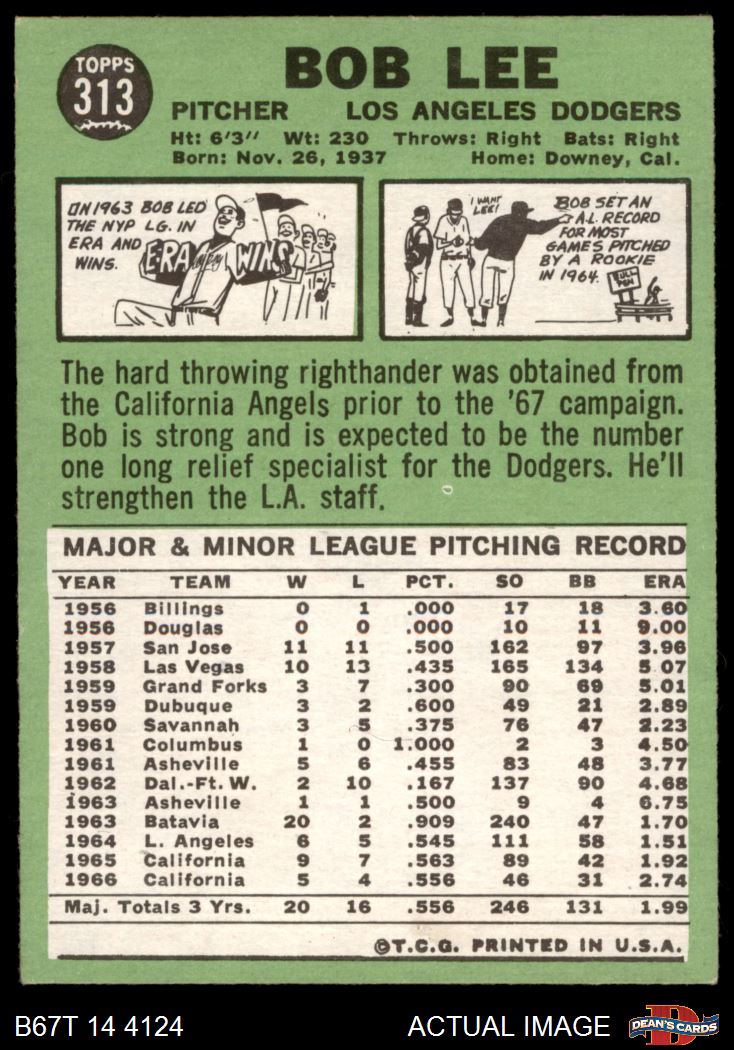 TOPPS
313
BOB LEE
PITCHER LOS ANGELES DODGERS
Ht: 6'3" Wt: 230 Throws: Right Bats: Right
Born: Nov. 26, 1937 Home: Downey, Cal.
IN 1963 BOB LED
THE NYP LG. IN
ERA AND
WINS.
ERA
WINS
I WANT
LEE!
BOB SET AN
A.L. RECORD
FOR MOST
GAMES PITCHED
BY A ROOKIE
IN 1964.
BULL
PEN
The hard throwing righthander was obtained from
the California Angels prior to the '67 campaign.
Bob is strong and is expected to be the number
one long relief specialist for the Dodgers. He'll
strengthen the L.A. staff.
MAJOR & MINOR LEAGUE PITCHING RECORD
YEAR TEAM W L PCT. SO BB ERA
1956 Billings 0 1 .000 17 18 3.60
1956 Douglas 0 0 .000 10 11 9.00
1957 San Jose 11 11 .500 162 97 3.96
1958 Las Vegas 10 13 .435 165 134 5.07
1959 Grand Forks 3 7 .300 90 69 5.01
1959 Dubuque 3 2 .600 49 21 2.89
1960 Savannah 3 5 .375 76 47 2.23
1961 Columbus 1 0 1.000 2 3 4.50
1961 Asheville 5 6 .455 83 48 3.77
1962 Dal.-Ft. W. 2 10 .167 137 90 4.68
1963 Asheville 1 1 .500 9 4 6.75
1963 Batavia 20 2 .909 240 47 1.70
1964 L. Angeles 6 5 .545 111 58 1.51
1965 California 9 7 .563 89 42 1.92
1966 California 5 4 .556 46 31 2.74
Maj. Totals 3 Yrs. 20 16 .556 246 131 1.99
©T.C.G. PRINTED IN U.S.A.
B67T 14 4124 ACTUAL IMAGE
DEAN'S CARDS